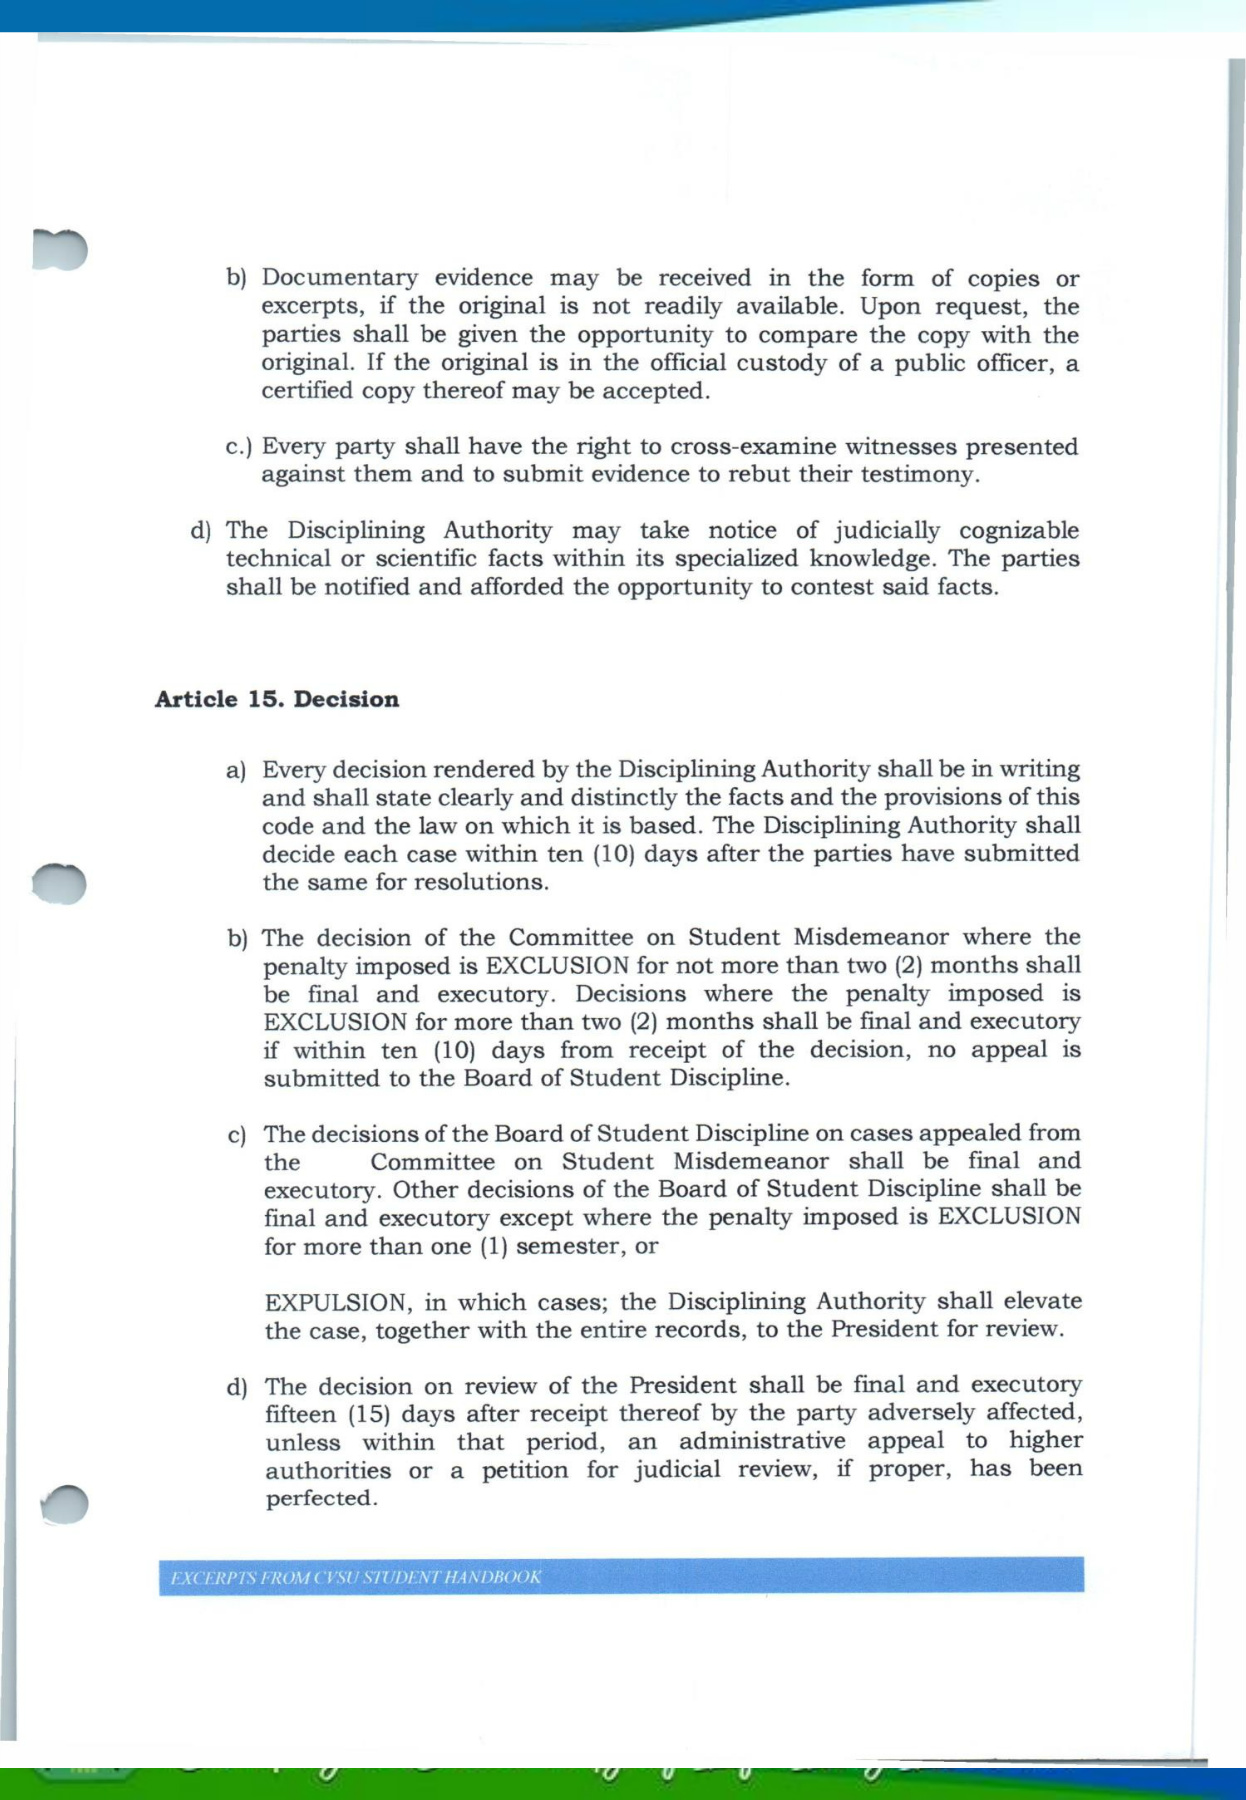 b) Documentary evidence may be received in the form of copies or
excerpts, if the original is not readily available. Upon request, the
parties shall be given the opportunity to compare the copy with the
original. If the original is in the official custody of a public officer, a
certified copy thereof may be accepted.
c.) Every party shall have the right to cross-examine witnesses presented
against them and to submit evidence to rebut their testimony.
d) The Disciplining Authority may take notice of judicially cognizable
technical or scientific facts within its specialized knowledge. The parties
shall be notified and afforded the opportunity to contest said facts.
Article 15. Decision
a) Every decision rendered by the Disciplining Authority shall be in writing
and shall state clearly and distinctly the facts and the provisions of this
code and the law on which it is based. The Disciplining Authority shall
decide each case within ten (10) days after the parties have submitted
the same for resolutions.
b) The decision of the Committee on Student Misdemeanor where the
penalty imposed is EXCLUSION for not more than two (2) months shall
be final and executory. Decisions where the penalty imposed is
EXCLUSION for more than two (2) months shall be final and executory
if within ten (10) days from receipt of the decision, no appeal is
submitted to the Board of Student Discipline.
c) The decisions of the Board of Student Discipline on cases appealed from
the Committee on Student Misdemeanor shall be final and
executory. Other decisions of the Board of Student Discipline shall be
final and executory except where the penalty imposed is EXCLUSION
for more than one (1) semester, or
EXPULSION, in which cases; the Disciplining Authority shall elevate
the case, together with the entire records, to the President for review.
d) The decision on review of the President shall be final and executory
fifteen (15) days after receipt thereof by the party adversely affected,
unless within that period, an administrative appeal to higher
authorities or a petition for judicial review, if proper, has been
perfected.
EXCERPTS FROM CVSU STUDENT HANDBOOK